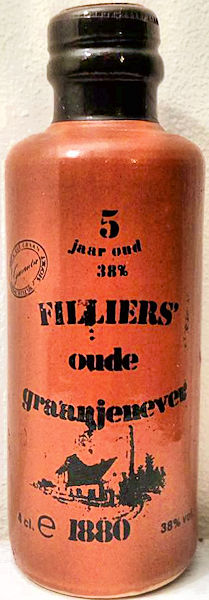 5
jaar oud
38%
FILLIERS'
oude
graanjenever
4 cl. e
1880
38% vol.